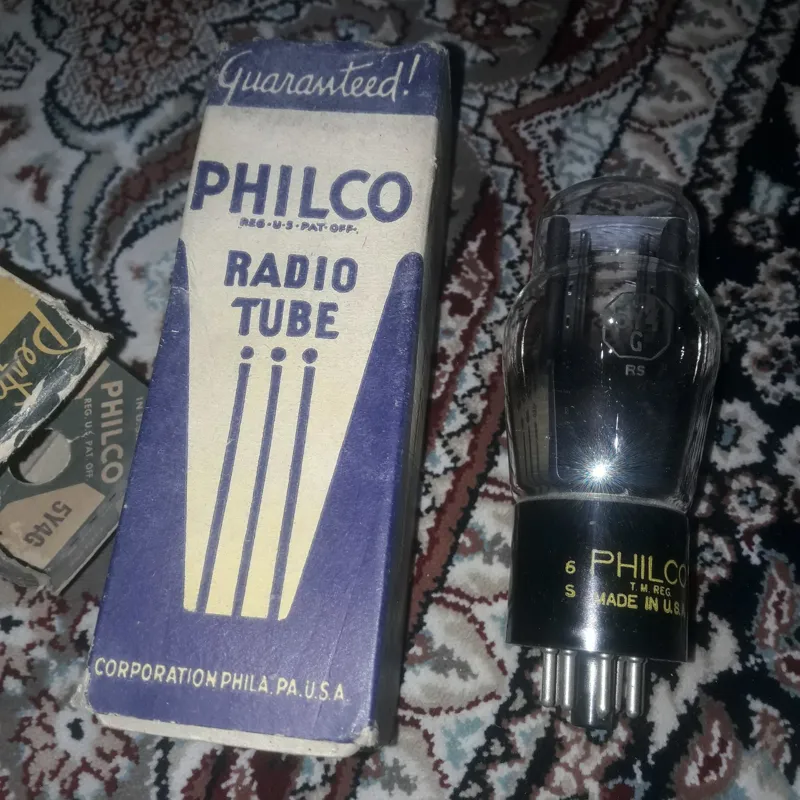 Guaranteed!
PHILCO
REG·U·S·PAT·OFF·
RADIO
TUBE
CORPORATION PHILA. PA. U.S.A.
PHILCO
REG·U·S·PAT·OFF
5Y4G
G
RS
6
S
PHILCO
T.M. REG.
MADE IN U.S.A.